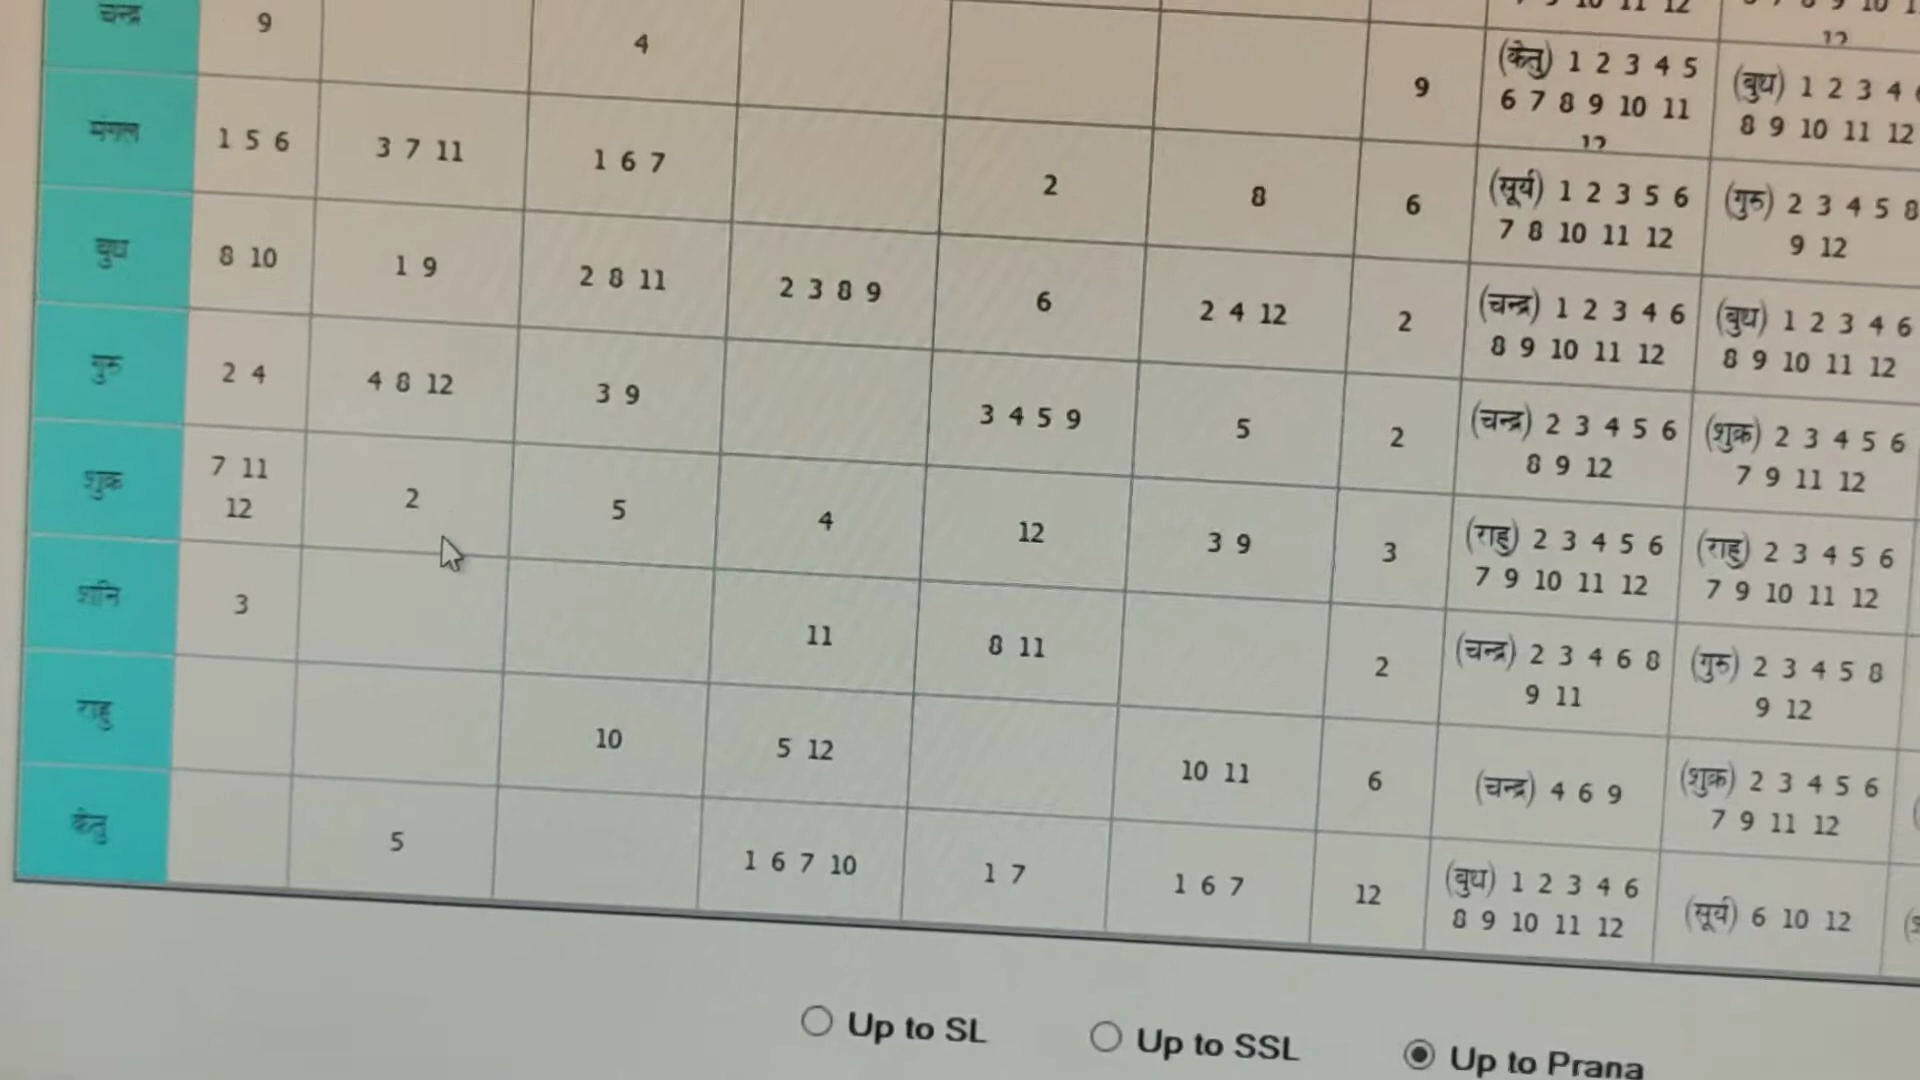 चन्द्र 9 4 9 (केतु) 1 2 3 4 5 (बुध) 1 2 3 4
6 7 8 9 10 11 8 9 10 11 12
12
मंगल 1 5 6 3 7 11 1 6 7 2 8 6 (सूर्य) 1 2 3 5 6 (गुरु) 2 3 4 5 8
7 8 10 11 12 9 12
बुध 8 10 1 9 2 8 11 2 3 8 9 6 2 4 12 2 (चन्द्र) 1 2 3 4 6 (बुध) 1 2 3 4 6
8 9 10 11 12 8 9 10 11 12
गुरु 2 4 4 8 12 3 9 3 4 5 9 5 2 (चन्द्र) 2 3 4 5 6 (शुक्र) 2 3 4 5 6
8 9 12 7 9 11 12
शुक्र 7 11 2 5 4 12 3 9 3 (राहु) 2 3 4 5 6 (राहु) 2 3 4 5 6
12 7 9 10 11 12 7 9 10 11 12
शनि 3 11 8 11 2 (चन्द्र) 2 3 4 6 8 (गुरु) 2 3 4 5 8
9 11 9 12
राहु 10 5 12 10 11 6 (चन्द्र) 4 6 9 (शुक्र) 2 3 4 5 6
7 9 11 12
केतु 5 1 6 7 10 1 7 1 6 7 12 (बुध) 1 2 3 4 6 (सूर्य) 6 10 12
8 9 10 11 12
Up to SL Up to SSL Up to Prana